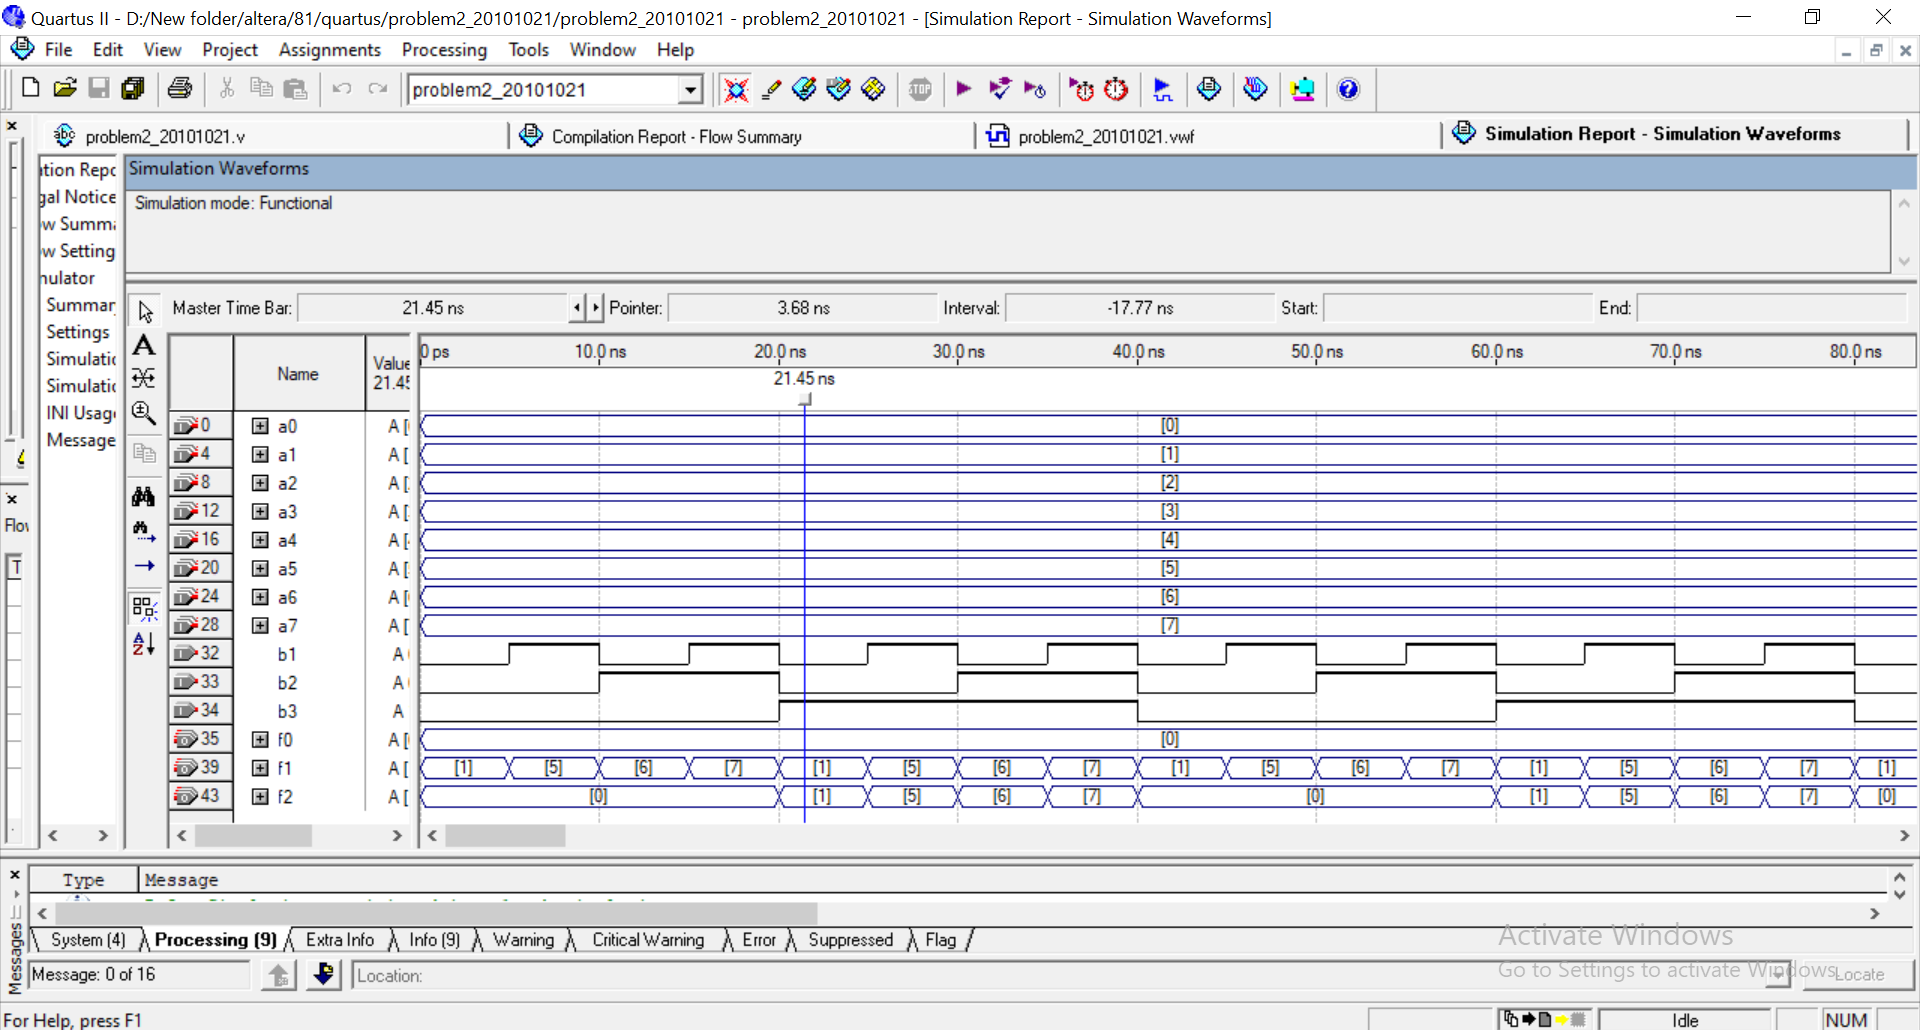 Quartus II - D:/New folder/altera/81/quartus/problem2_20101021/problem2_20101021 - problem2_20101021 - [Simulation Report - Simulation Waveforms]
File Edit View Project Assignments Processing Tools Window Help
problem2_20101021
STOP
abc problem2_20101021.v Compilation Report - Flow Summary problem2_20101021.vwf Simulation Report - Simulation Waveforms
tion Repo
gal Notice
w Summa
w Setting
nulator
Summar
Settings
Simulatic
Simulatic
INI Usag
Message
Flo
T
Simulation Waveforms
Simulation mode: Functional
Master Time Bar: 21.45 ns Pointer: 3.68 ns Interval: -17.77 ns Start: End:
Name Value 21.45
0 ps 10.0 ns 20.0 ns 30.0 ns 40.0 ns 50.0 ns 60.0 ns 70.0 ns 80.0 ns
21.45 ns
0 a0 A [ [0]
4 a1 A [ [1]
8 a2 A [ [2]
12 a3 A [ [3]
16 a4 A [ [4]
20 a5 A [ [5]
24 a6 A [ [6]
28 a7 A [ [7]
32 b1 A
33 b2 A
34 b3 A
35 f0 A [ [0]
39 f1 A [ [1] [5] [6] [7] [1] [5] [6] [7] [1] [5] [6] [7] [1] [5] [6] [7] [1]
43 f2 A [ [0] [1] [5] [6] [7] [0] [1] [5] [6] [7] [0]
Type Message
System (4) Processing (9) Extra Info Info (9) Warning Critical Warning Error Suppressed Flag
Messages
Message: 0 of 16 Location: Locate
Activate Windows
Go to Settings to activate Windows.
For Help, press F1 Idle NUM